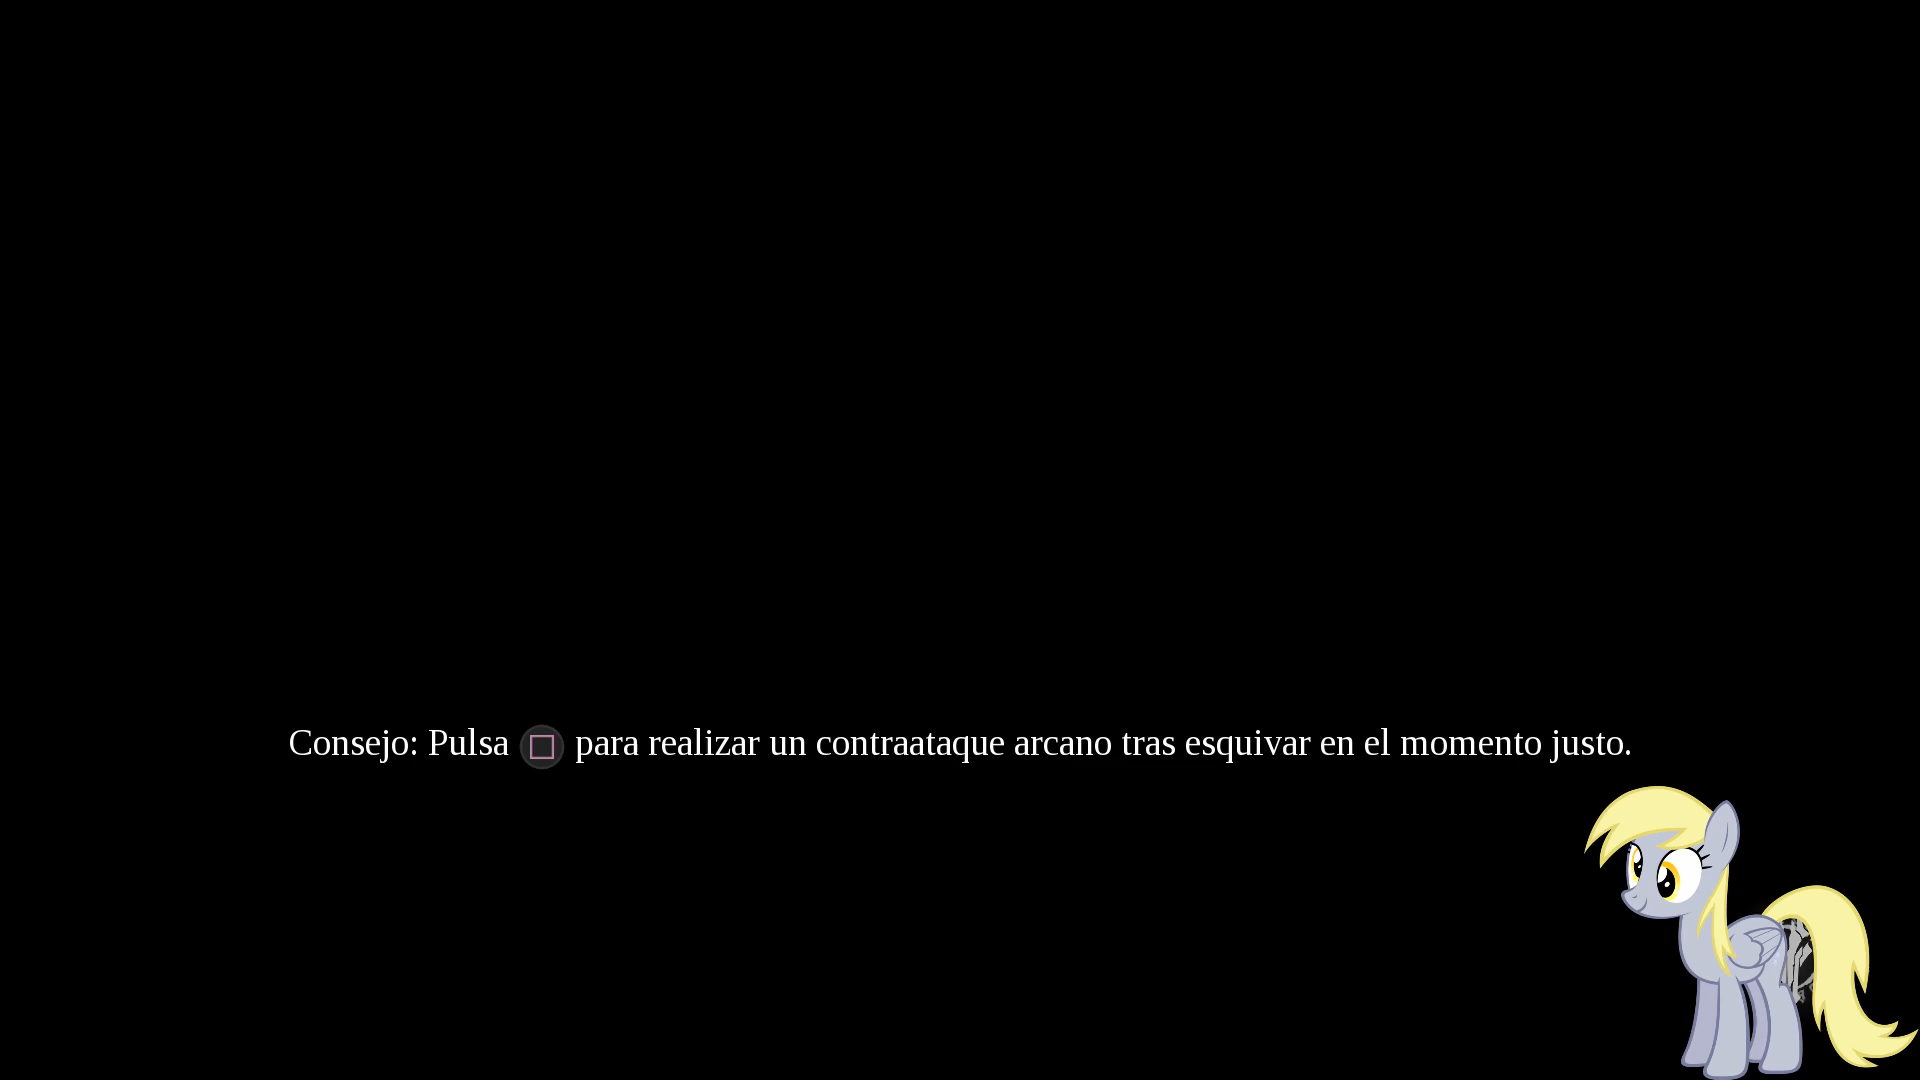 Consejo: Pulsa □ para realizar un contraataque arcano tras esquivar en el momento justo.